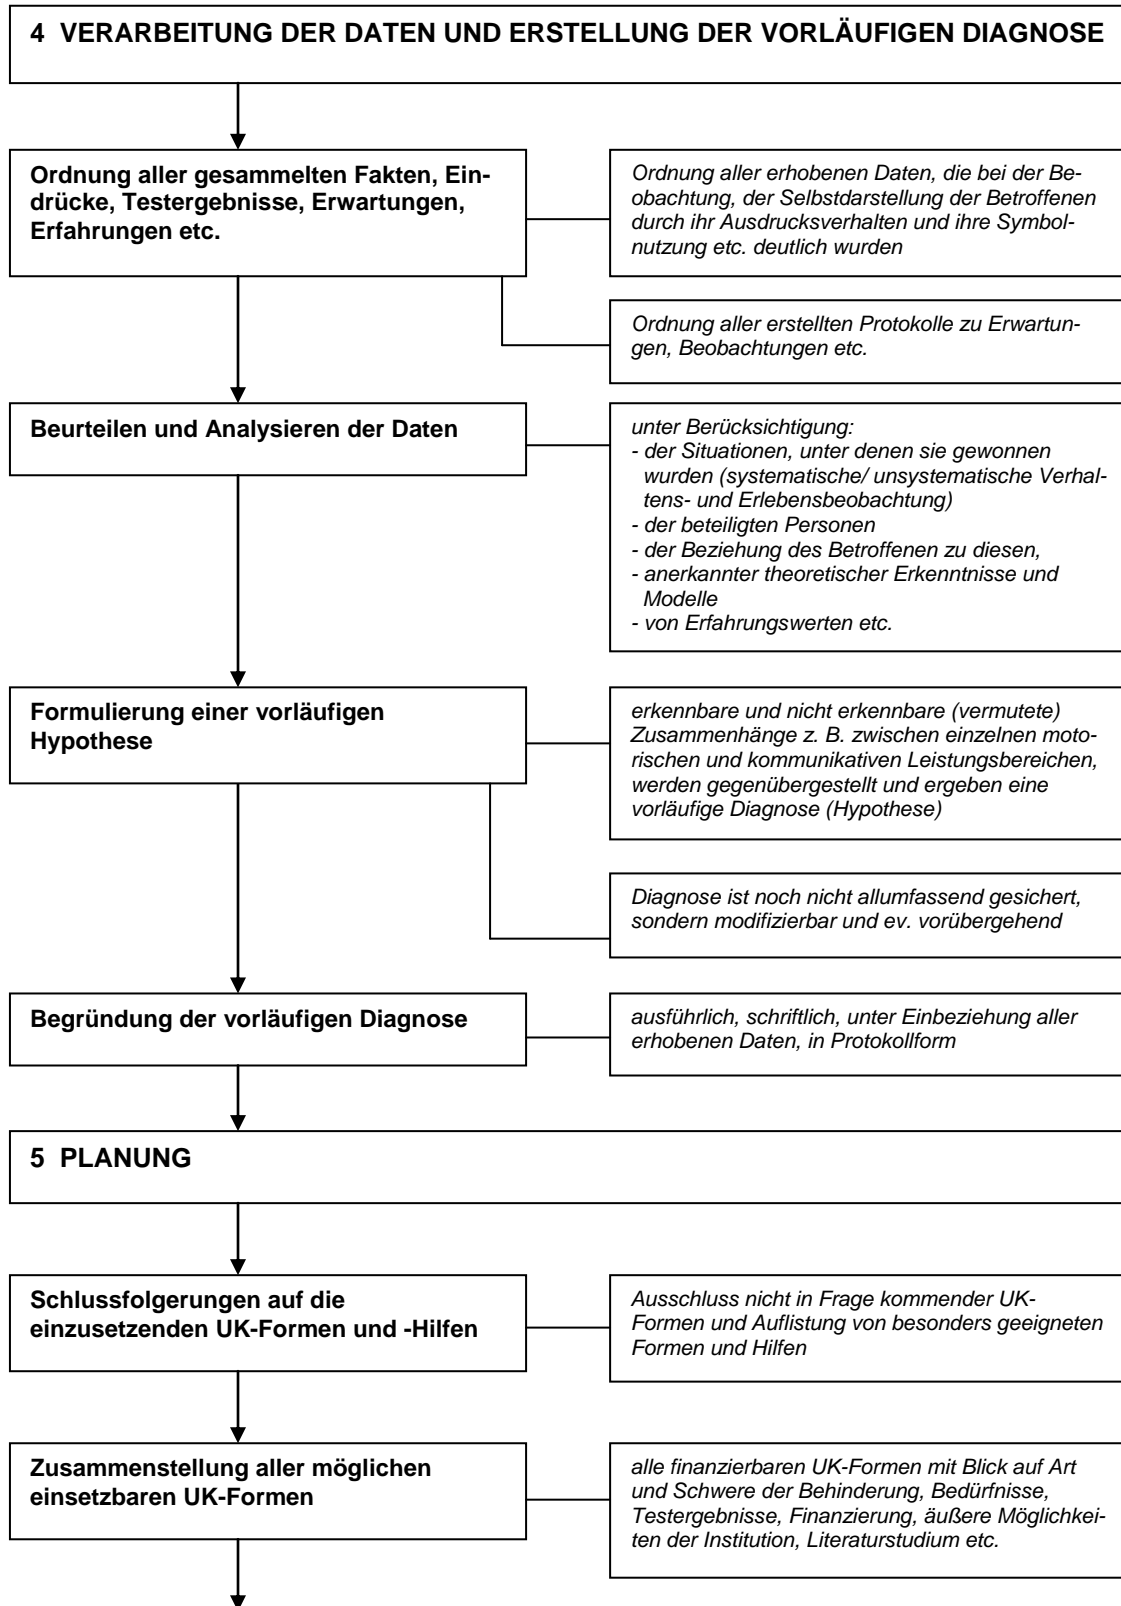 4 VERARBEITUNG DER DATEN UND ERSTELLUNG DER VORLÄUFIGEN DIAGNOSE
Ordnung aller gesammelten Fakten, Ein-
drücke, Testergebnisse, Erwartungen,
Erfahrungen etc.
Ordnung aller erhobenen Daten, die bei der Be-
obachtung, der Selbstdarstellung der Betroffenen
durch ihr Ausdrucksverhalten und ihre Symbol-
nutzung etc. deutlich wurden
Ordnung aller erstellten Protokolle zu Erwartun-
gen, Beobachtungen etc.
Beurteilen und Analysieren der Daten
unter Berücksichtigung:
- der Situationen, unter denen sie gewonnen
wurden (systematische/ unsystematische Verhal-
tens- und Erlebensbeobachtung)
- der beteiligten Personen
- der Beziehung des Betroffenen zu diesen,
- anerkannter theoretischer Erkenntnisse und
Modelle
- von Erfahrungswerten etc.
Formulierung einer vorläufigen
Hypothese
erkennbare und nicht erkennbare (vermutete)
Zusammenhänge z. B. zwischen einzelnen moto-
rischen und kommunikativen Leistungsbereichen,
werden gegenübergestellt und ergeben eine
vorläufige Diagnose (Hypothese)
Diagnose ist noch nicht allumfassend gesichert,
sondern modifizierbar und ev. vorübergehend
Begründung der vorläufigen Diagnose
ausführlich, schriftlich, unter Einbeziehung aller
erhobenen Daten, in Protokollform
5 PLANUNG
Schlussfolgerungen auf die
einzusetzenden UK-Formen und -Hilfen
Ausschluss nicht in Frage kommender UK-
Formen und Auflistung von besonders geeigneten
Formen und Hilfen
Zusammenstellung aller möglichen
einsetzbaren UK-Formen
alle finanzierbaren UK-Formen mit Blick auf Art
und Schwere der Behinderung, Bedürfnisse,
Testergebnisse, Finanzierung, äußere Möglichkei-
ten der Institution, Literaturstudium etc.